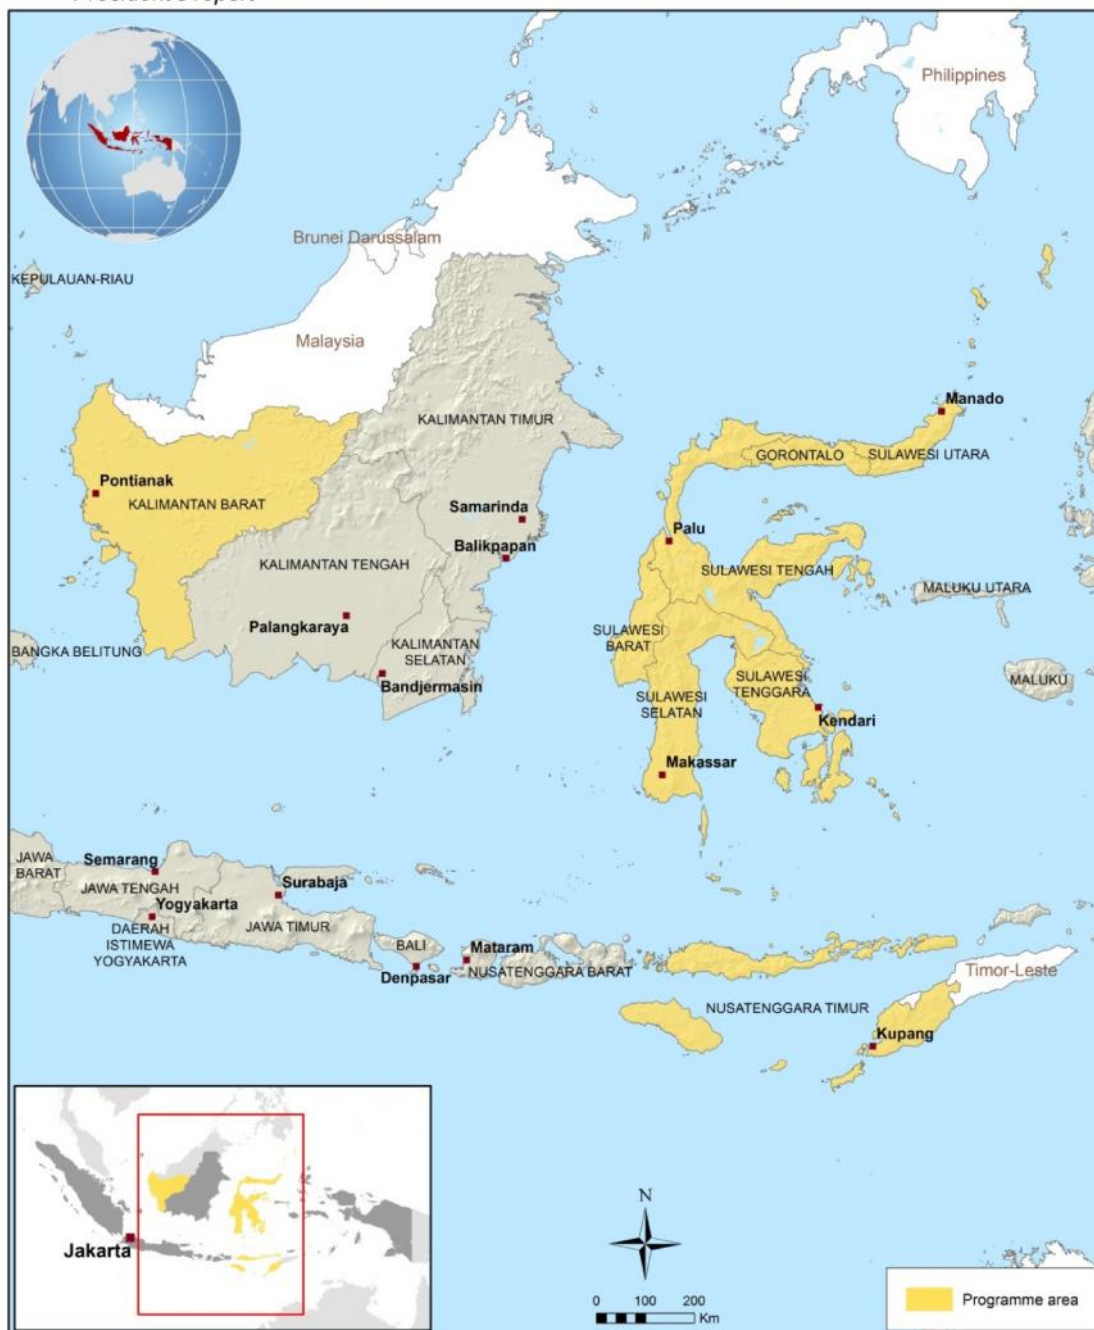 Philippines
Brunei Darussalam
KEPULAUAN-RIAU
Malaysia
Manado
KALIMANTAN TIMUR
GORONTALO
SULAWESI UTARA
Pontianak
KALIMANTAN BARAT
Samarinda
Palu
Balikpapan
KALIMANTAN TENGAH
SULAWESI TENGAH
MALUKU UTARA
Palangkaraya
SULAWESI
BARAT
BANGKA BELITUNG
KALIMANTAN
SELATAN
SULAWESI
TENGGARA
MALUKU
Bandjermasin
SULAWESI
SELATAN
Kendari
Makassar
JAWA
BARAT
Semarang
JAWA TENGAH
Surabaja
Yogyakarta
DAERAH
ISTIMEWA
YOGYAKARTA
JAWA TIMUR
BALI
Mataram
NUSATENGGARA BARAT
Denpasar
Timor-Leste
NUSATENGGARA TIMUR
Kupang
Jakarta
N
0 100 200
Km
Programme area